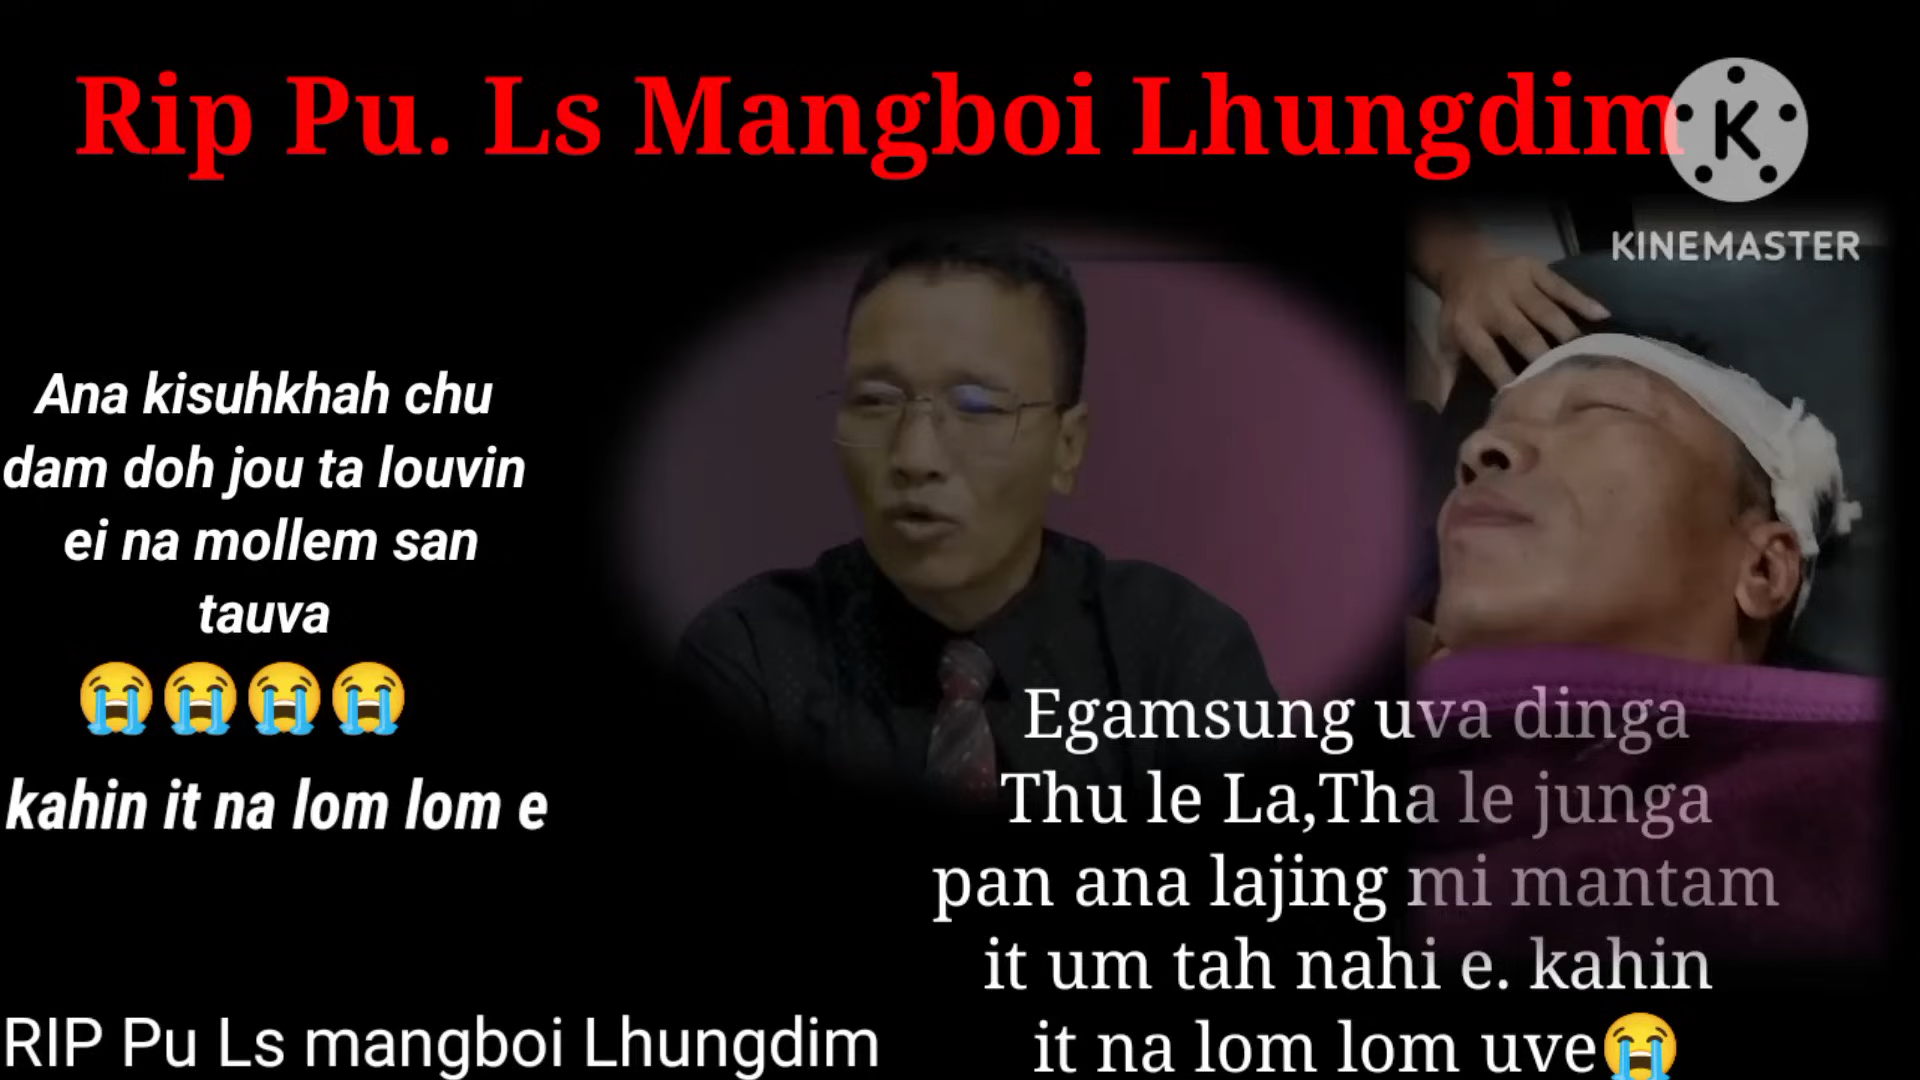 Rip Pu. Ls Mangboi Lhungdim
K
KINEMASTER
Ana kisuhkhah chu
dam doh jou ta louvin
ei na mollem san
tauva
😭😭😭😭
kahin it na lom lom e
Egamsung uva dinga
Thu le La,Tha le junga
pan ana lajing mi mantam
it um tah nahi e. kahin
it na lom lom uve😭
RIP Pu Ls mangboi Lhungdim